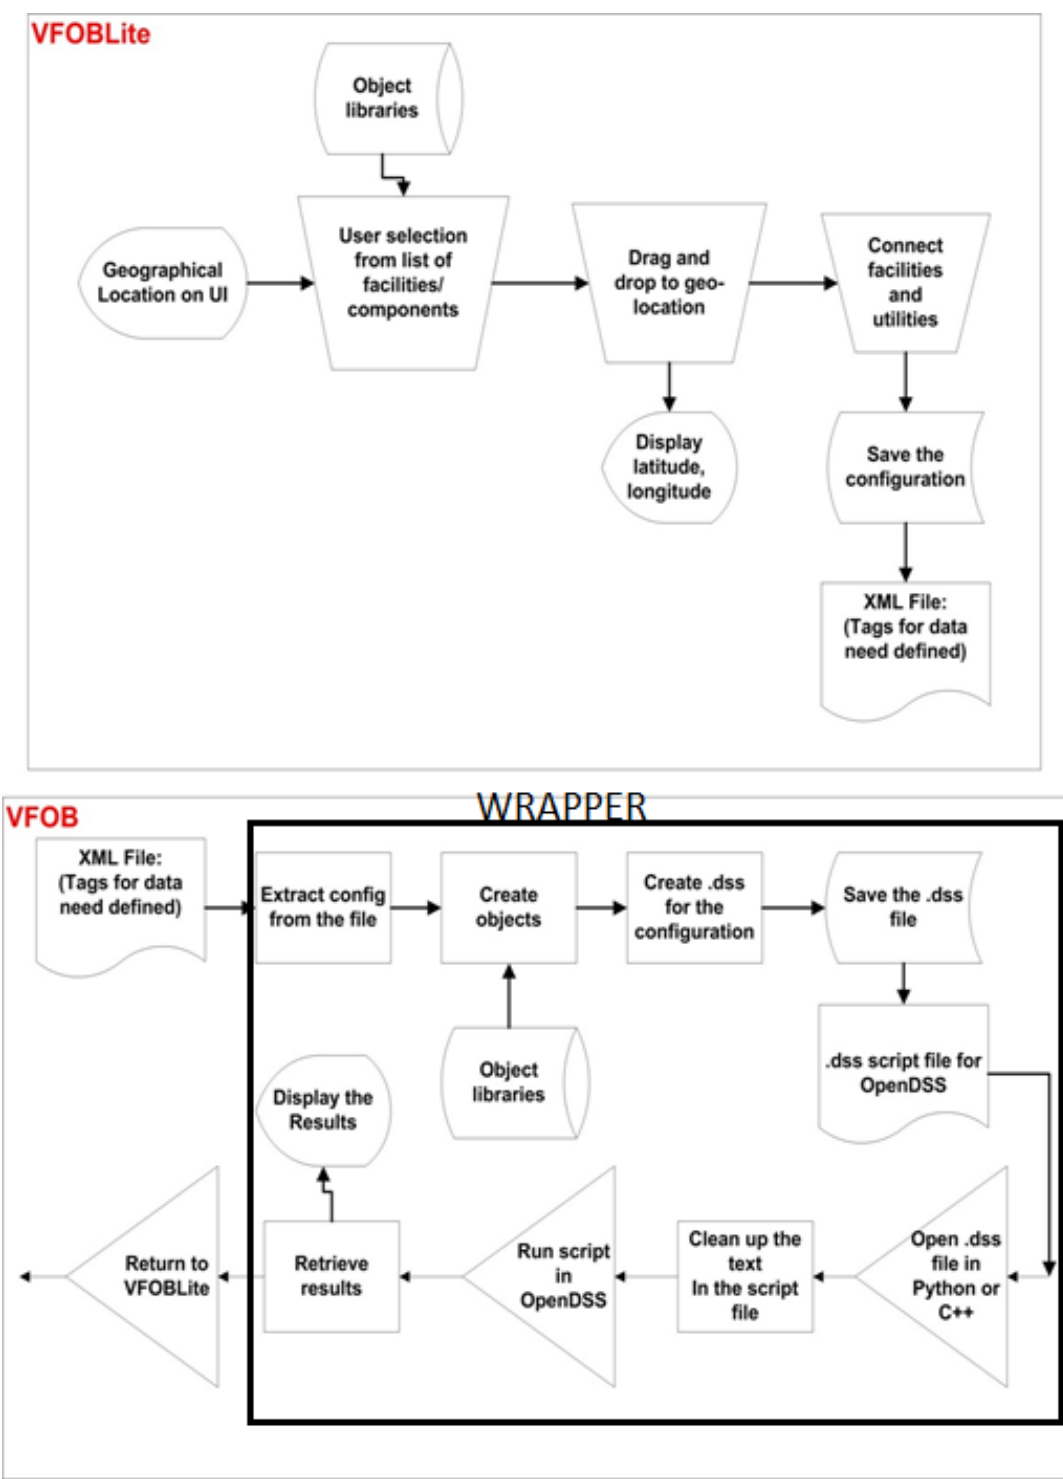 VFOBLite
Object
libraries
Geographical
Location on UI
User selection
from list of
facilities/
components
Drag and
drop to geo-
location
Connect
facilities
and
utilities
Display
latitude,
longitude
Save the
configuration
XML File:
(Tags for data
need defined)
WRAPPER
VFOB
XML File:
(Tags for data
need defined)
Extract config
from the file
Create
objects
Create .dss
for the
configuration
Save the .dss
file
Object
libraries
.dss script file for
OpenDSS
Display the
Results
Return to
VFOBLite
Retrieve
results
Run script
in
OpenDSS
Clean up the
text
In the script
file
Open .dss
file in
Python or
C++